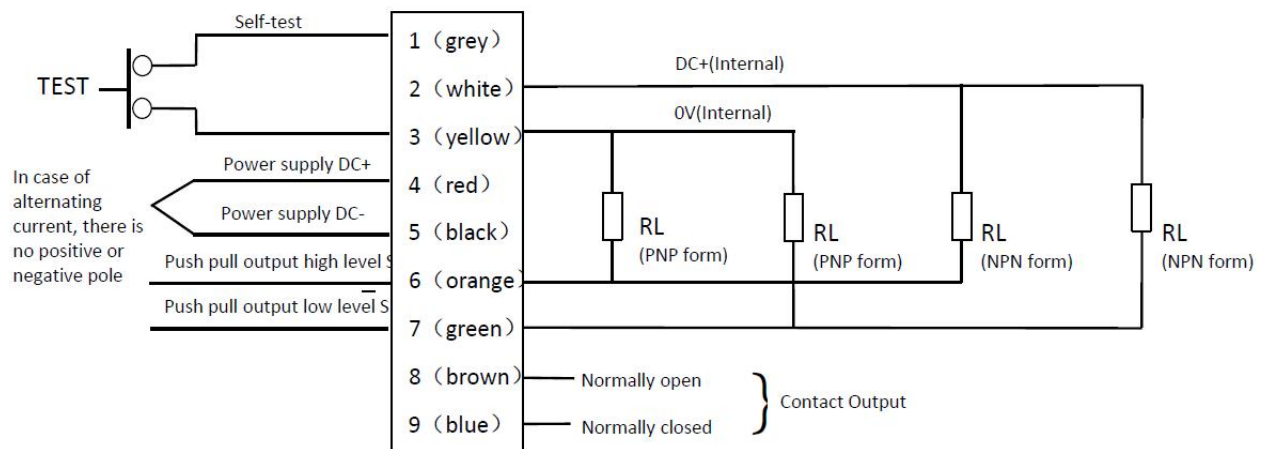 Self-test
TEST
1（grey）
2（white）
3（yellow）
4（red）
5（black）
6（orange）
7（green）
8（brown）
9（blue）
Power supply DC+
Power supply DC-
In case of
alternating
current, there is
no positive or
negative pole
Push pull output high level S
Push pull output low level S
DC+(Internal)
0V(Internal)
RL
(PNP form)
RL
(PNP form)
RL
(NPN form)
RL
(NPN form)
Normally open
Normally closed
Contact Output